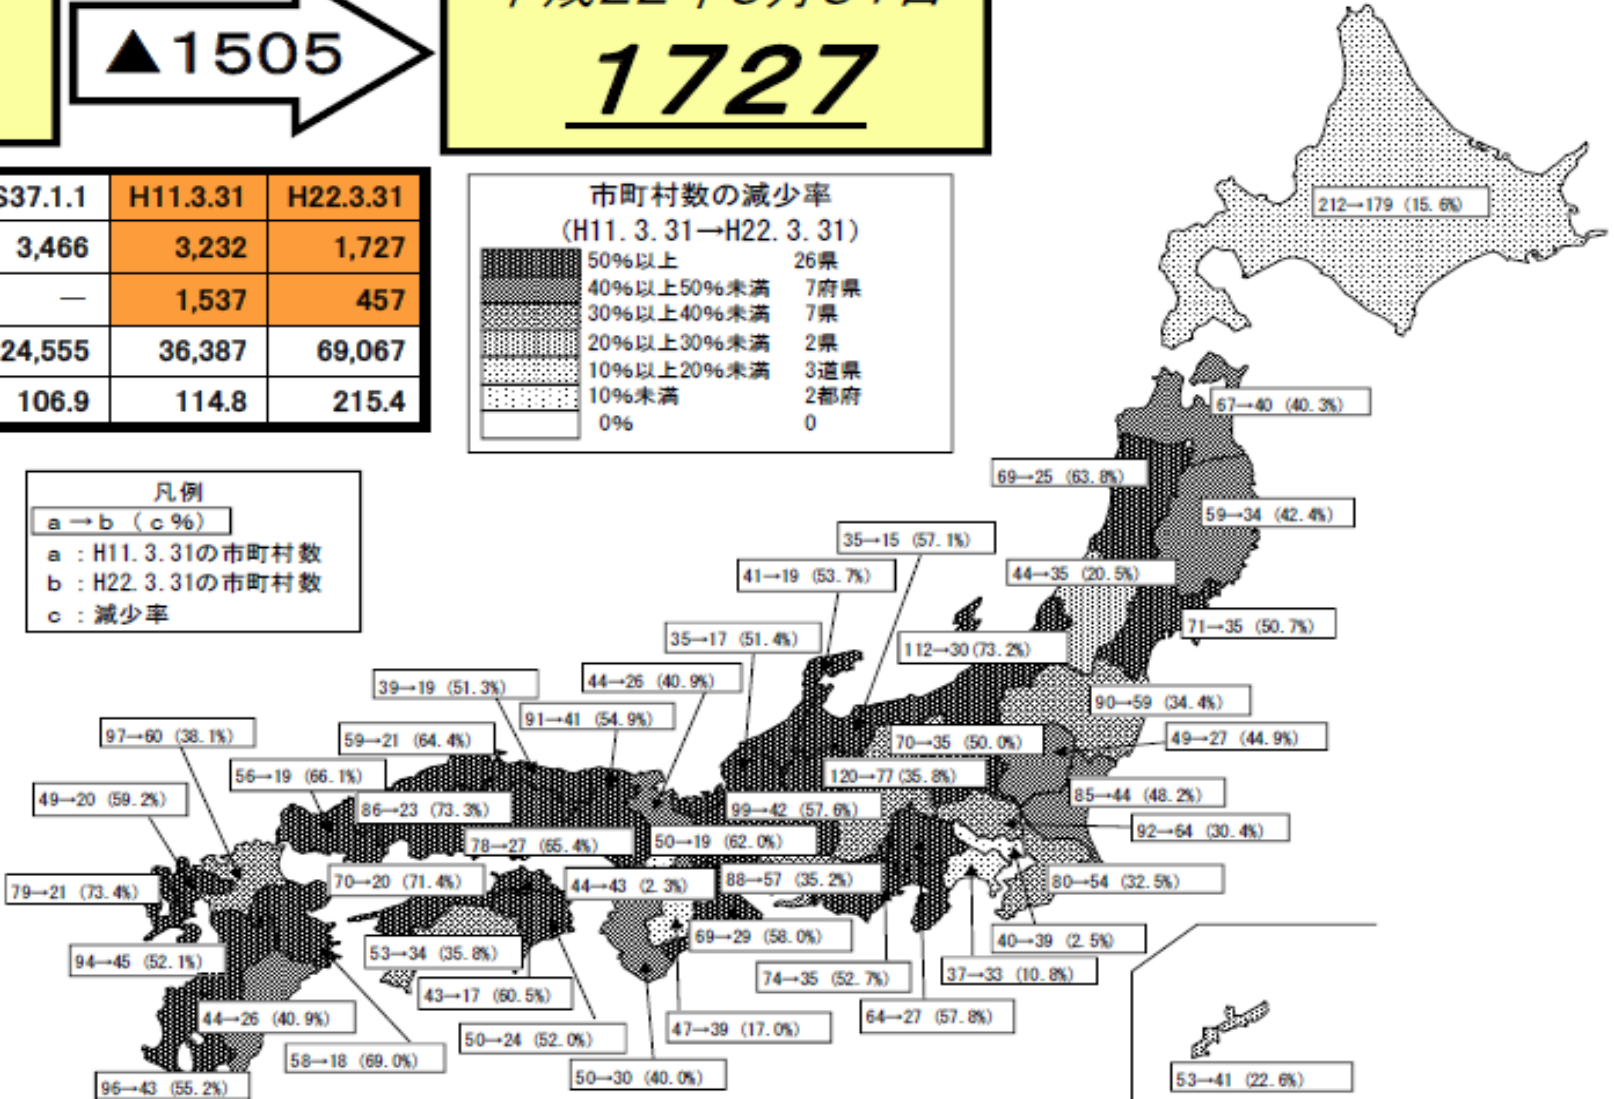 ▲1505
1727
S37.1.1 H11.3.31 H22.3.31
3,466 3,232 1,727
— 1,537 457
24,555 36,387 69,067
106.9 114.8 215.4
市町村数の減少率
(H11.3.31→H22.3.31)
50%以上 26県
40%以上50%未満 7府県
30%以上40%未満 7県
20%以上30%未満 2県
10%以上20%未満 3道県
10%未満 2都府
0% 0
凡例
a→b (c%)
a:H11.3.31の市町村数
b:H22.3.31の市町村数
c:減少率
212→179 (15.6%)
67→40 (40.3%)
69→25 (63.8%)
59→34 (42.4%)
35→15 (57.1%)
41→19 (53.7%)
44→35 (20.5%)
71→35 (50.7%)
35→17 (51.4%)
112→30 (73.2%)
39→19 (51.3%)
44→26 (40.9%)
90→59 (34.4%)
91→41 (54.9%)
97→60 (38.1%)
59→21 (64.4%)
70→35 (50.0%)
49→27 (44.9%)
56→19 (66.1%)
120→77 (35.8%)
49→20 (59.2%)
86→23 (73.3%)
99→42 (57.6%)
85→44 (48.2%)
78→27 (65.4%)
50→19 (62.0%)
92→64 (30.4%)
79→21 (73.4%)
70→20 (71.4%)
44→43 (2.3%)
88→57 (35.2%)
80→54 (32.5%)
69→29 (58.0%)
40→39 (2.5%)
94→45 (52.1%)
53→34 (35.8%)
74→35 (52.7%)
37→33 (10.8%)
43→17 (60.5%)
44→26 (40.9%)
64→27 (57.8%)
50→24 (52.0%)
47→39 (17.0%)
58→18 (69.0%)
50→30 (40.0%)
53→41 (22.6%)
96→43 (55.2%)